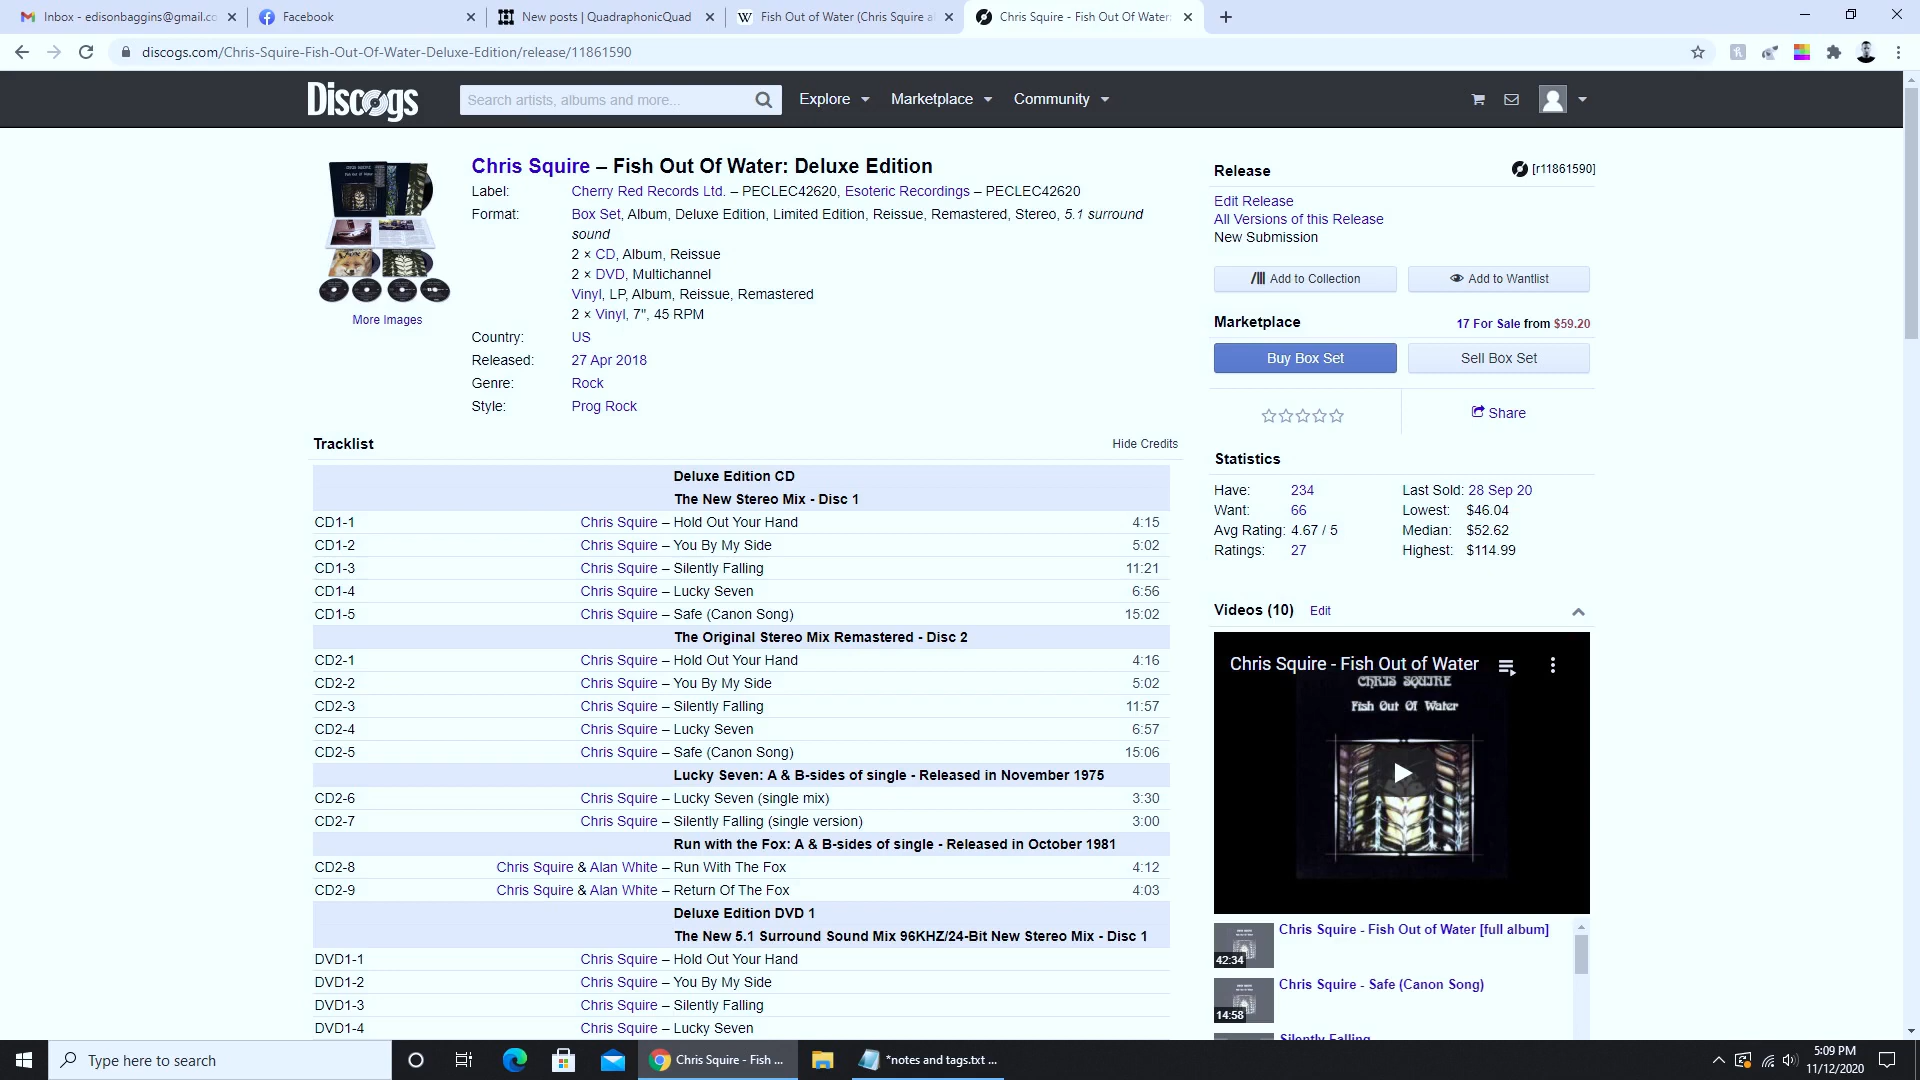 Inbox - edisonbaggins@gmail.co
Facebook
New posts | QuadraphonicQuad
Fish Out of Water (Chris Squire a
Chris Squire - Fish Out Of Water:
discogs.com/Chris-Squire-Fish-Out-Of-Water-Deluxe-Edition/release/11861590
Discogs
Search artists, albums and more...
Explore
Marketplace
Community
Chris Squire – Fish Out Of Water: Deluxe Edition
Label: Cherry Red Records Ltd. – PECLEC42620, Esoteric Recordings – PECLEC42620
Format: Box Set, Album, Deluxe Edition, Limited Edition, Reissue, Remastered, Stereo, 5.1 surround
sound
2 × CD, Album, Reissue
2 × DVD, Multichannel
Vinyl, LP, Album, Reissue, Remastered
2 × Vinyl, 7", 45 RPM
More Images
Country: US
Released: 27 Apr 2018
Genre: Rock
Style: Prog Rock
Tracklist
Hide Credits
Deluxe Edition CD
The New Stereo Mix - Disc 1
CD1-1 Chris Squire – Hold Out Your Hand 4:15
CD1-2 Chris Squire – You By My Side 5:02
CD1-3 Chris Squire – Silently Falling 11:21
CD1-4 Chris Squire – Lucky Seven 6:56
CD1-5 Chris Squire – Safe (Canon Song) 15:02
The Original Stereo Mix Remastered - Disc 2
CD2-1 Chris Squire – Hold Out Your Hand 4:16
CD2-2 Chris Squire – You By My Side 5:02
CD2-3 Chris Squire – Silently Falling 11:57
CD2-4 Chris Squire – Lucky Seven 6:57
CD2-5 Chris Squire – Safe (Canon Song) 15:06
Lucky Seven: A & B-sides of single - Released in November 1975
CD2-6 Chris Squire – Lucky Seven (single mix) 3:30
CD2-7 Chris Squire – Silently Falling (single version) 3:00
Run with the Fox: A & B-sides of single - Released in October 1981
CD2-8 Chris Squire & Alan White – Run With The Fox 4:12
CD2-9 Chris Squire & Alan White – Return Of The Fox 4:03
Deluxe Edition DVD 1
The New 5.1 Surround Sound Mix 96KHZ/24-Bit New Stereo Mix - Disc 1
DVD1-1 Chris Squire – Hold Out Your Hand
DVD1-2 Chris Squire – You By My Side
DVD1-3 Chris Squire – Silently Falling
DVD1-4 Chris Squire – Lucky Seven
Release
[r11861590]
Edit Release
All Versions of this Release
New Submission
Add to Collection
Add to Wantlist
Marketplace
17 For Sale from $59.20
Buy Box Set
Sell Box Set
Share
Statistics
Have: 234 Last Sold: 28 Sep 20
Want: 66 Lowest: $46.04
Avg Rating: 4.67 / 5 Median: $52.62
Ratings: 27 Highest: $114.99
Videos (10) Edit
Chris Squire - Fish Out of Water
CHRIS SQUIRE
Fish Out Of Water
Chris Squire - Fish Out of Water [full album]
42:34
Chris Squire - Safe (Canon Song)
14:58
Silently Falling
Type here to search
Chris Squire - Fish ...
*notes and tags.txt ...
5:09 PM
11/12/2020